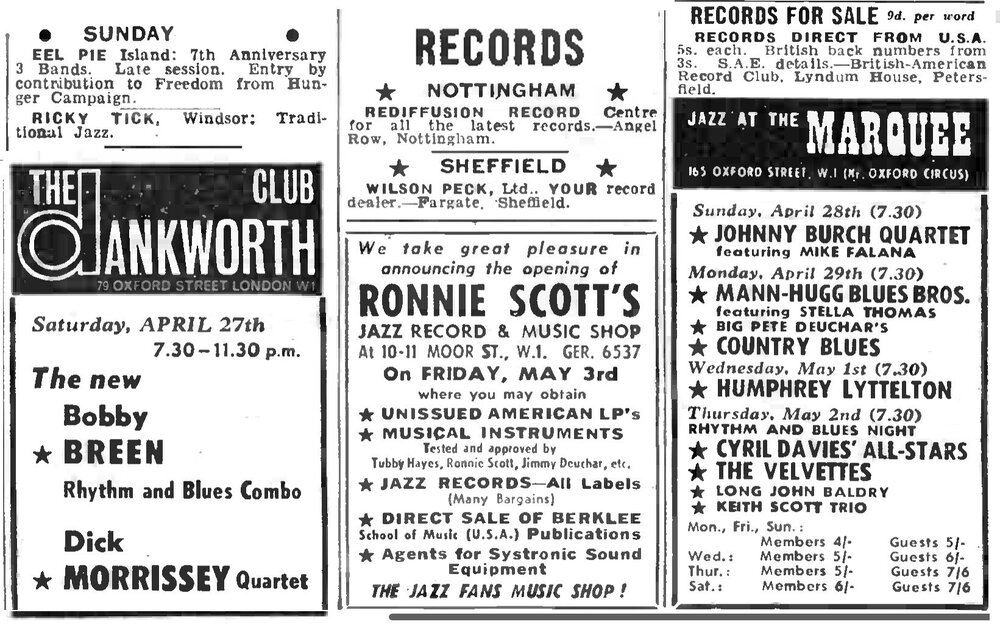 SUNDAY
EEL PIE Island: 7th Anniversary
3 Bands. Late session. Entry by
contribution to Freedom from Hun-
ger Campaign.
RICKY TICK, Windsor: Tradi-
tional Jazz.
THE dANKWORTH CLUB
79 OXFORD STREET LONDON W1
Saturday, APRIL 27th
7.30–11.30 p.m.
The new
Bobby
★ BREEN
Rhythm and Blues Combo
Dick
★ MORRISSEY Quartet
RECORDS
★ NOTTINGHAM ★
REDIFFUSION RECORD Centre
for all the latest records.—Angel
Row, Nottingham.
★ SHEFFIELD ★
WILSON PECK, Ltd.. YOUR record
dealer.—Fargate, Sheffield.
We take great pleasure in
announcing the opening of
RONNIE SCOTT'S
JAZZ RECORD & MUSIC SHOP
At 10-11 MOOR ST., W.1. GER. 6537
On FRIDAY, MAY 3rd
where you may obtain
★ UNISSUED AMERICAN LP's
★ MUSICAL INSTRUMENTS
Tested and approved by
Tubby Hayes, Ronnie Scott, Jimmy Deuchar, etc.
★ JAZZ RECORDS—All Labels
(Many Bargains)
★ DIRECT SALE OF BERKLEE
School of Music (U.S.A.) Publications
★ Agents for Systronic Sound
Equipment
THE JAZZ FANS MUSIC SHOP!
RECORDS FOR SALE 9d. per word
RECORDS DIRECT FROM U.S.A.
5s. each. British back numbers from
3s. S.A.E. details.—British-American
Record Club, Lyndum House, Peters-
field.
JAZZ AT THE MARQUEE
165 OXFORD STREET, W.1 (Nr. OXFORD CIRCUS)
Sunday, April 28th (7.30)
★ JOHNNY BURCH QUARTET
featuring MIKE FALANA
Monday, April 29th (7.30)
★ MANN-HUGG BLUES BROS.
featuring STELLA THOMAS
★ BIG PETE DEUCHAR'S
★ COUNTRY BLUES
Wednesday, May 1st (7.30)
★ HUMPHREY LYTTELTON
Thursday, May 2nd (7.30)
RHYTHM AND BLUES NIGHT
★ CYRIL DAVIES' ALL-STARS
★ THE VELVETTES
★ LONG JOHN BALDRY
★ KEITH SCOTT TRIO
Mon., Fri., Sun.:
Members 4/- Guests 5/-
Wed.: Members 5/- Guests 6/-
Thur.: Members 5/- Guests 7/6
Sat.: Members 6/- Guests 7/6